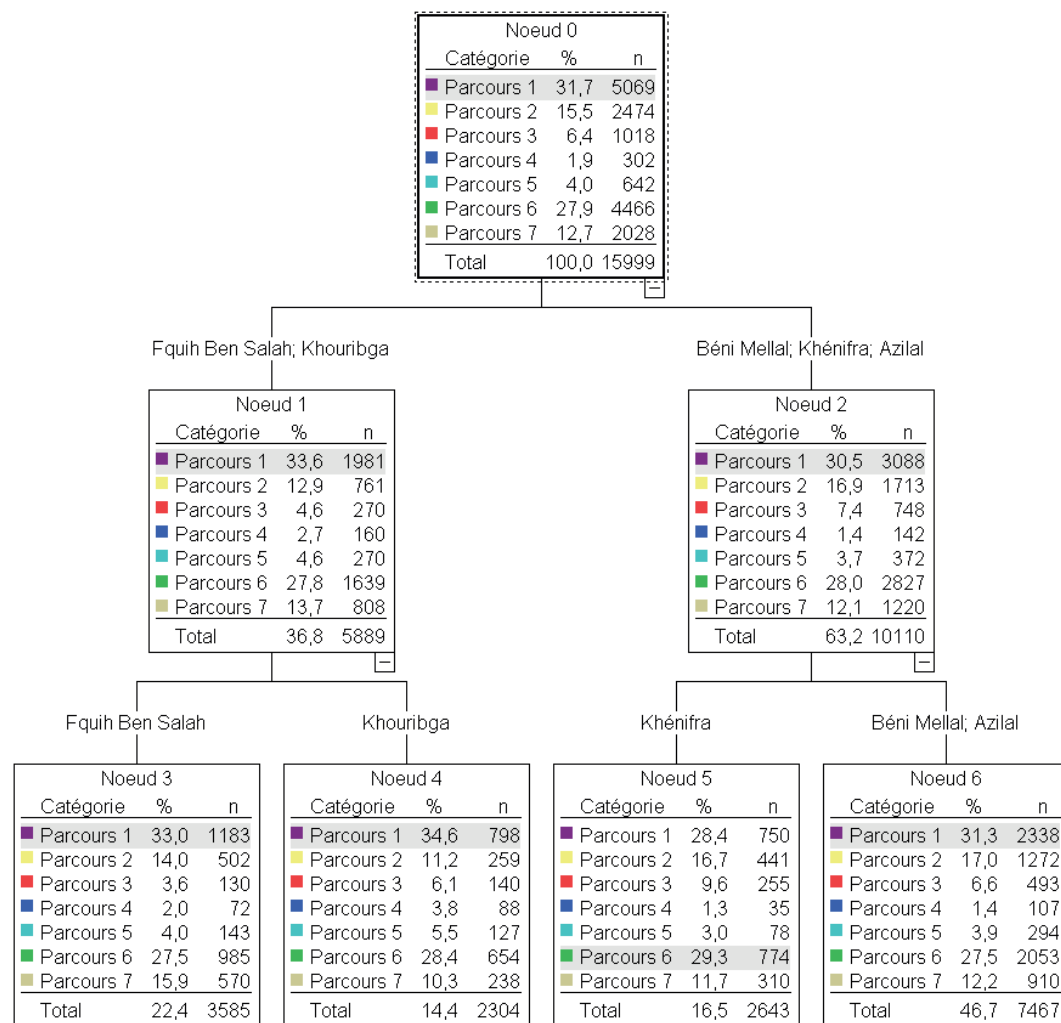 Noeud 0
Catégorie % n
Parcours 1 31,7 5069
Parcours 2 15,5 2474
Parcours 3 6,4 1018
Parcours 4 1,9 302
Parcours 5 4,0 642
Parcours 6 27,9 4466
Parcours 7 12,7 2028
Total 100,0 15999
Fquih Ben Salah; Khouribga
Béni Mellal; Khénifra; Azilal
Noeud 1
Catégorie % n
Parcours 1 33,6 1981
Parcours 2 12,9 761
Parcours 3 4,6 270
Parcours 4 2,7 160
Parcours 5 4,6 270
Parcours 6 27,8 1639
Parcours 7 13,7 808
Total 36,8 5889
Noeud 2
Catégorie % n
Parcours 1 30,5 3088
Parcours 2 16,9 1713
Parcours 3 7,4 748
Parcours 4 1,4 142
Parcours 5 3,7 372
Parcours 6 28,0 2827
Parcours 7 12,1 1220
Total 63,2 10110
Fquih Ben Salah
Khouribga
Khénifra
Béni Mellal; Azilal
Noeud 3
Catégorie % n
Parcours 1 33,0 1183
Parcours 2 14,0 502
Parcours 3 3,6 130
Parcours 4 2,0 72
Parcours 5 4,0 143
Parcours 6 27,5 985
Parcours 7 15,9 570
Total 22,4 3585
Noeud 4
Catégorie % n
Parcours 1 34,6 798
Parcours 2 11,2 259
Parcours 3 6,1 140
Parcours 4 3,8 88
Parcours 5 5,5 127
Parcours 6 28,4 654
Parcours 7 10,3 238
Total 14,4 2304
Noeud 5
Catégorie % n
Parcours 1 28,4 750
Parcours 2 16,7 441
Parcours 3 9,6 255
Parcours 4 1,3 35
Parcours 5 3,0 78
Parcours 6 29,3 774
Parcours 7 11,7 310
Total 16,5 2643
Noeud 6
Catégorie % n
Parcours 1 31,3 2338
Parcours 2 17,0 1272
Parcours 3 6,6 493
Parcours 4 1,4 107
Parcours 5 3,9 294
Parcours 6 27,5 2053
Parcours 7 12,2 910
Total 46,7 7467